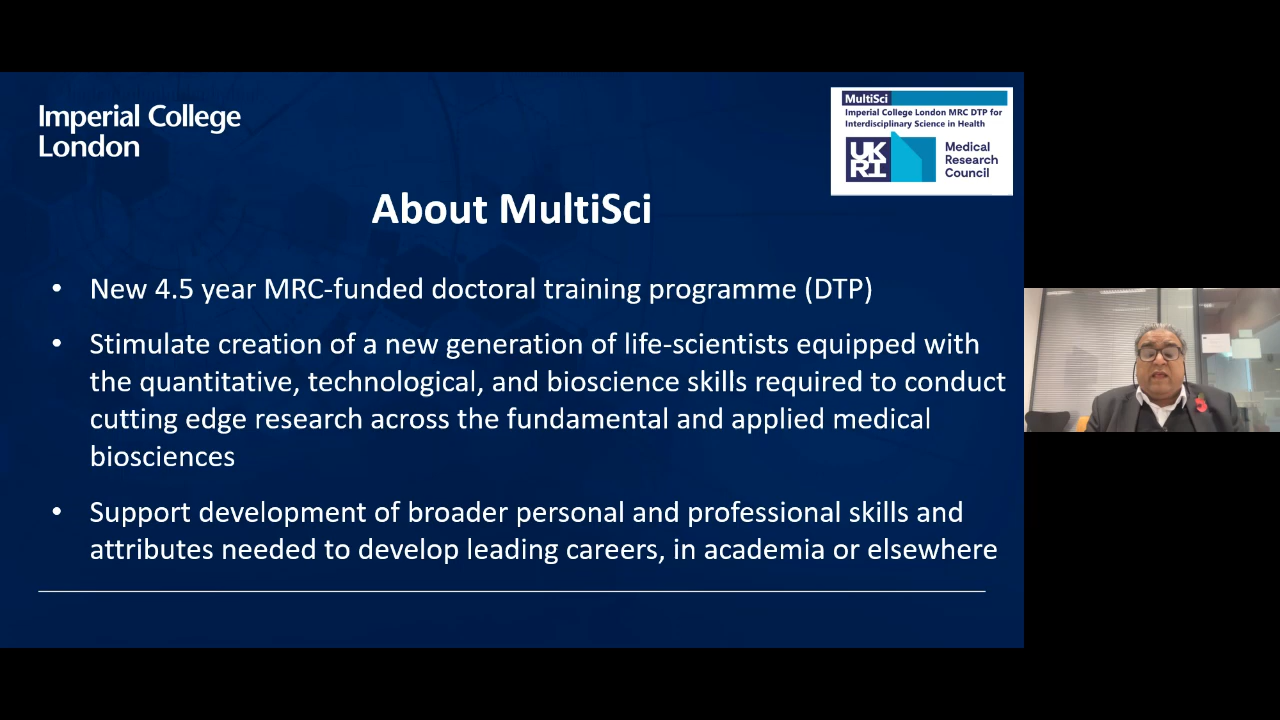 Imperial College
London
MultiSci
Imperial College London MRC DTP for
Interdisciplinary Science in Health
UK
RI
Medical
Research
Council
About MultiSci
• New 4.5 year MRC-funded doctoral training programme (DTP)
• Stimulate creation of a new generation of life-scientists equipped with
the quantitative, technological, and bioscience skills required to conduct
cutting edge research across the fundamental and applied medical
biosciences
• Support development of broader personal and professional skills and
attributes needed to develop leading careers, in academia or elsewhere